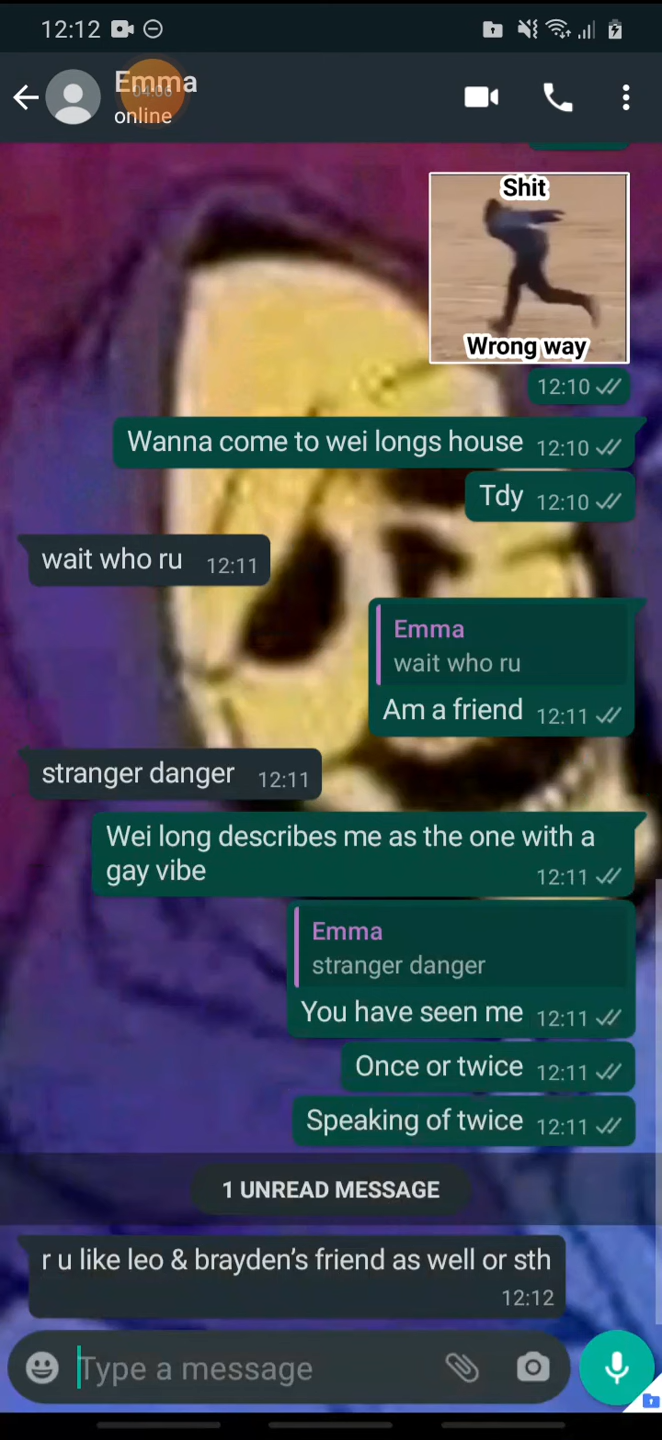 12:12
Emma
04:06
online
Shit
Wrong way
12:10
Wanna come to wei longs house 12:10
Tdy 12:10
wait who ru 12:11
Emma
wait who ru
Am a friend 12:11
stranger danger 12:11
Wei long describes me as the one with a
gay vibe 12:11
Emma
stranger danger
You have seen me 12:11
Once or twice 12:11
Speaking of twice 12:11
1 UNREAD MESSAGE
r u like leo & brayden's friend as well or sth
12:12
Type a message